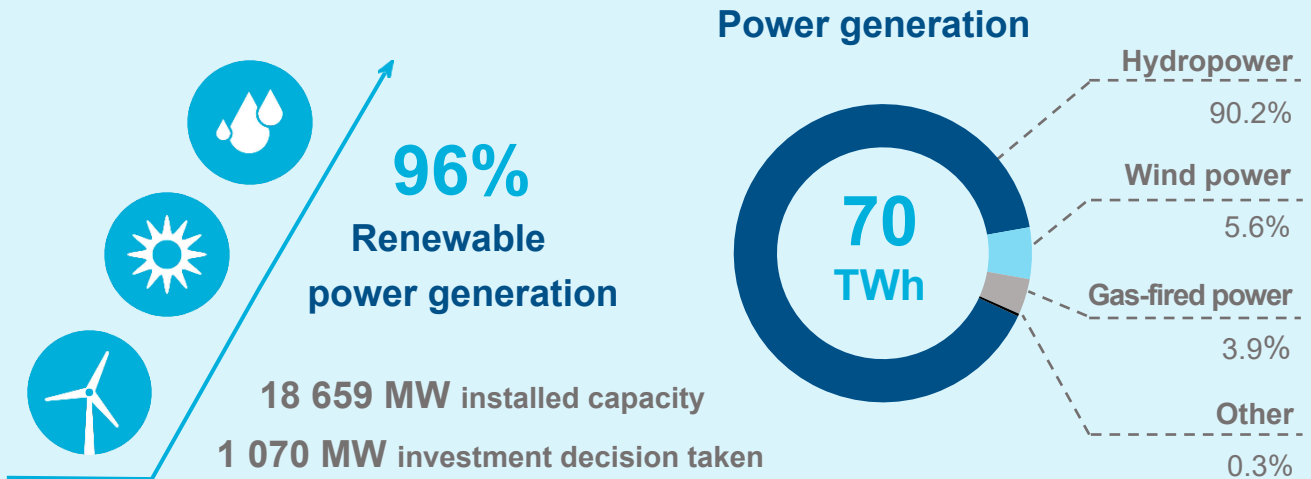 96%
Renewable
power generation
18 659 MW installed capacity
1 070 MW investment decision taken
Power generation
70
TWh
Hydropower
90.2%
Wind power
5.6%
Gas-fired power
3.9%
Other
0.3%